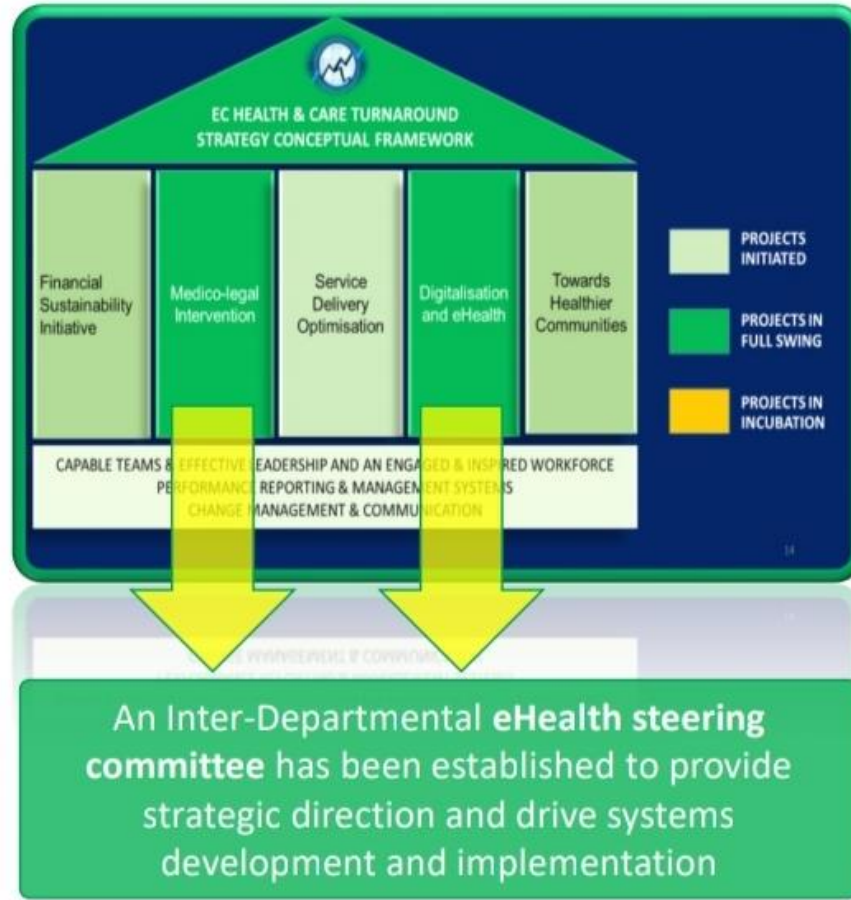 EC HEALTH & CARE TURNAROUND
STRATEGY CONCEPTUAL FRAMEWORK
Financial
Sustainability
Initiative
Medico-legal
Intervention
Service
Delivery
Optimisation
Digitalisation
and eHealth
Towards
Healthier
Communities
PROJECTS
INITIATED
PROJECTS IN
FULL SWING
PROJECTS IN
INCUBATION
CAPABLE TEAMS & EFFECTIVE LEADERSHIP AND AN ENGAGED & INSPIRED WORKFORCE
PERFORMANCE REPORTING & MANAGEMENT SYSTEMS
CHANGE MANAGEMENT & COMMUNICATION
14
An Inter-Departmental eHealth steering
committee has been established to provide
strategic direction and drive systems
development and implementation